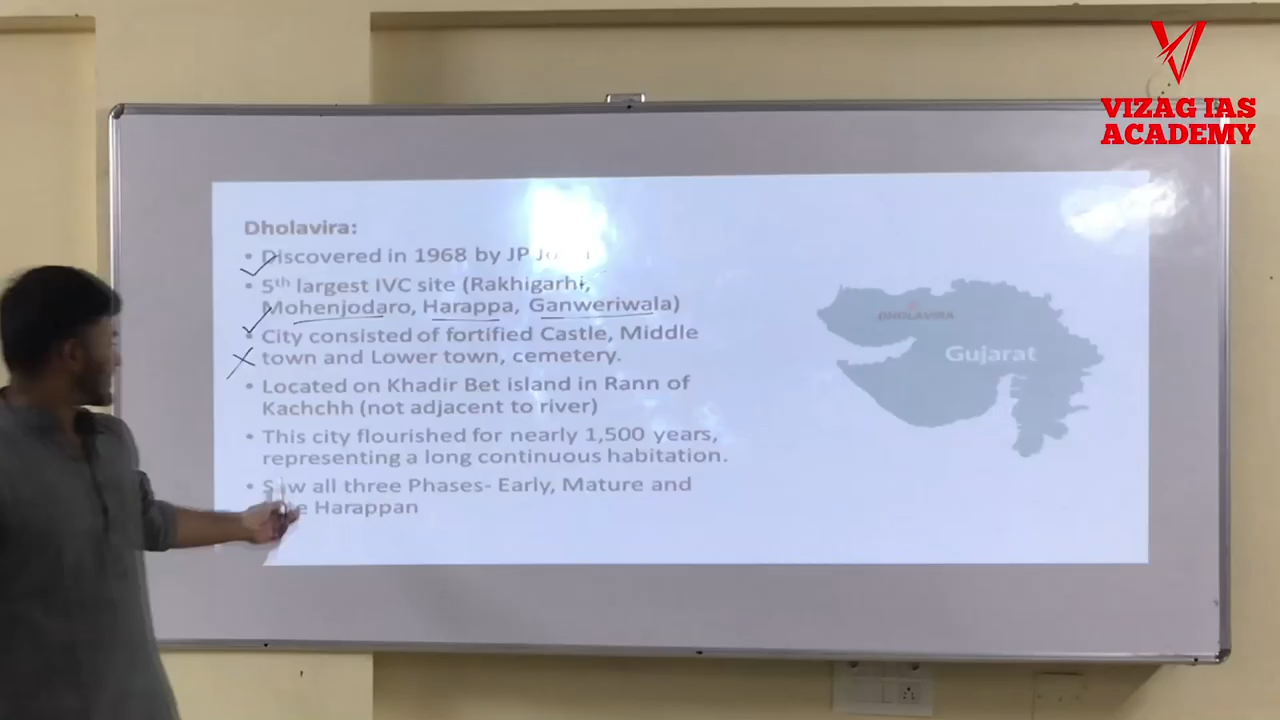 VIZAG IAS
ACADEMY
Dholavira:
• Discovered in 1968 by JP
• 5th largest IVC site (Rakhigarhi,
Mohenjodaro, Harappa, Ganweriwala)
• City consisted of fortified Castle, Middle
town and Lower town, cemetery.
• Located on Khadir Bet island in Rann of
Kachchh (not adjacent to river)
• This city flourished for nearly 1,500 years,
representing a long continuous habitation.
• Saw all three Phases- Early, Mature and
Harappan
DHOLAVIRA
Gujarat